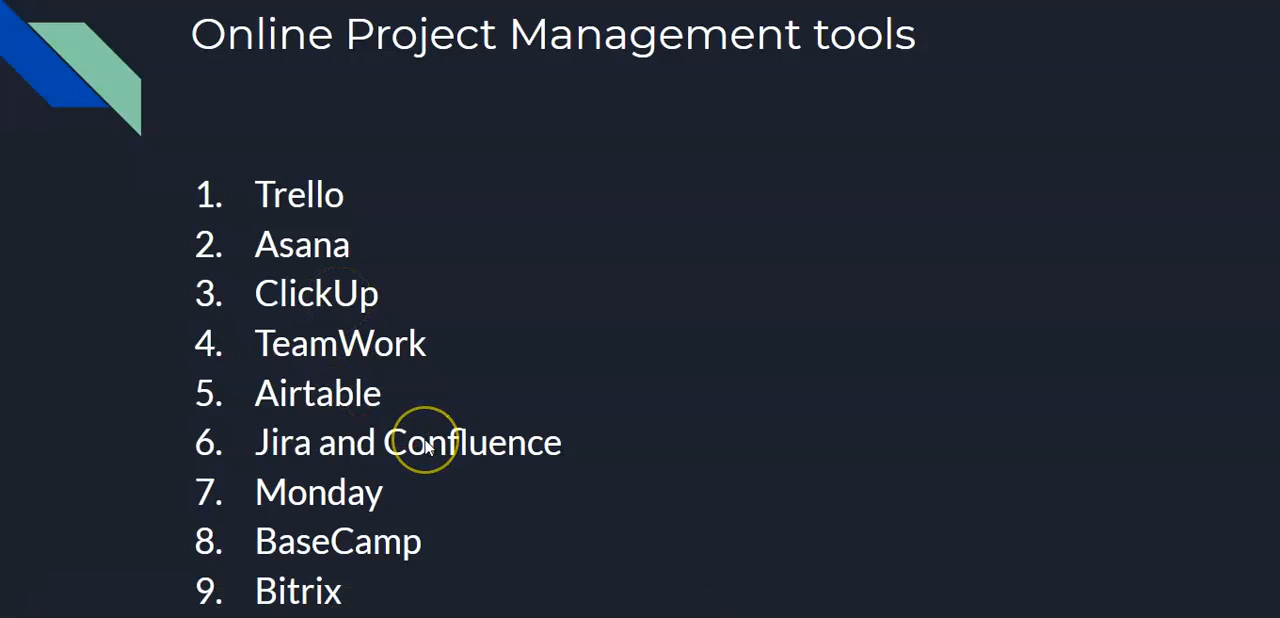 Online Project Management tools
1. Trello
2. Asana
3. ClickUp
4. TeamWork
5. Airtable
6. Jira and Confluence
7. Monday
8. BaseCamp
9. Bitrix